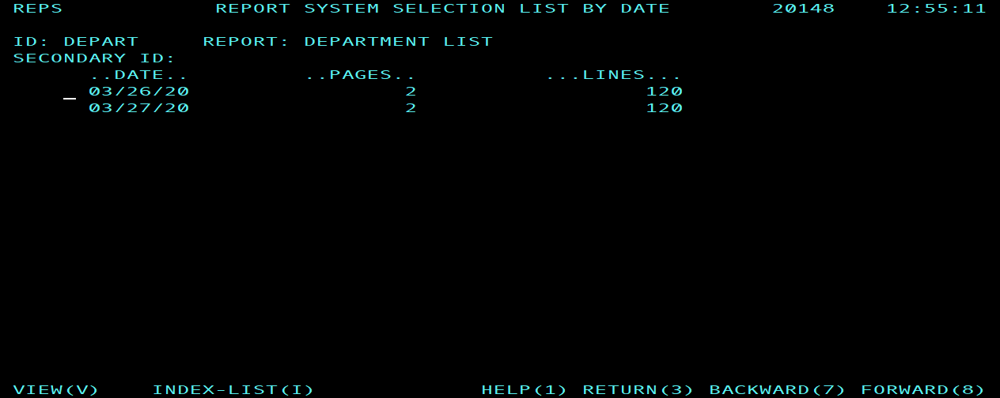 REPS REPORT SYSTEM SELECTION LIST BY DATE 20148 12:55:11
ID: DEPART REPORT: DEPARTMENT LIST
SECONDARY ID:
..DATE.. ..PAGES.. ...LINES...
_ 03/26/20 2 120
03/27/20 2 120
VIEW(V) INDEX-LIST(I) HELP(1) RETURN(3) BACKWARD(7) FORWARD(8)